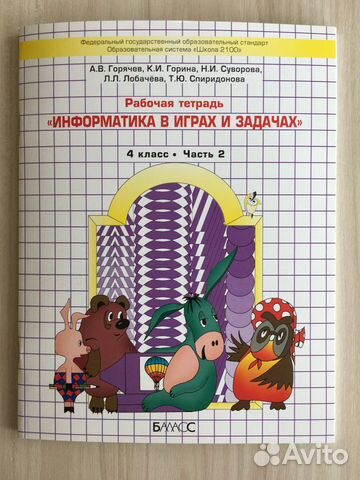 Федеральный государственный образовательный стандарт
Образовательная система «Школа 2100»
А.В. Горячев, К.И. Горина, Н.И. Суворова,
Л.Л. Лобачёва, Т.Ю. Спиридонова
Рабочая тетрадь
«ИНФОРМАТИКА В ИГРАХ И ЗАДАЧАХ»
4 класс • Часть 2
БАЛАСС
Avito